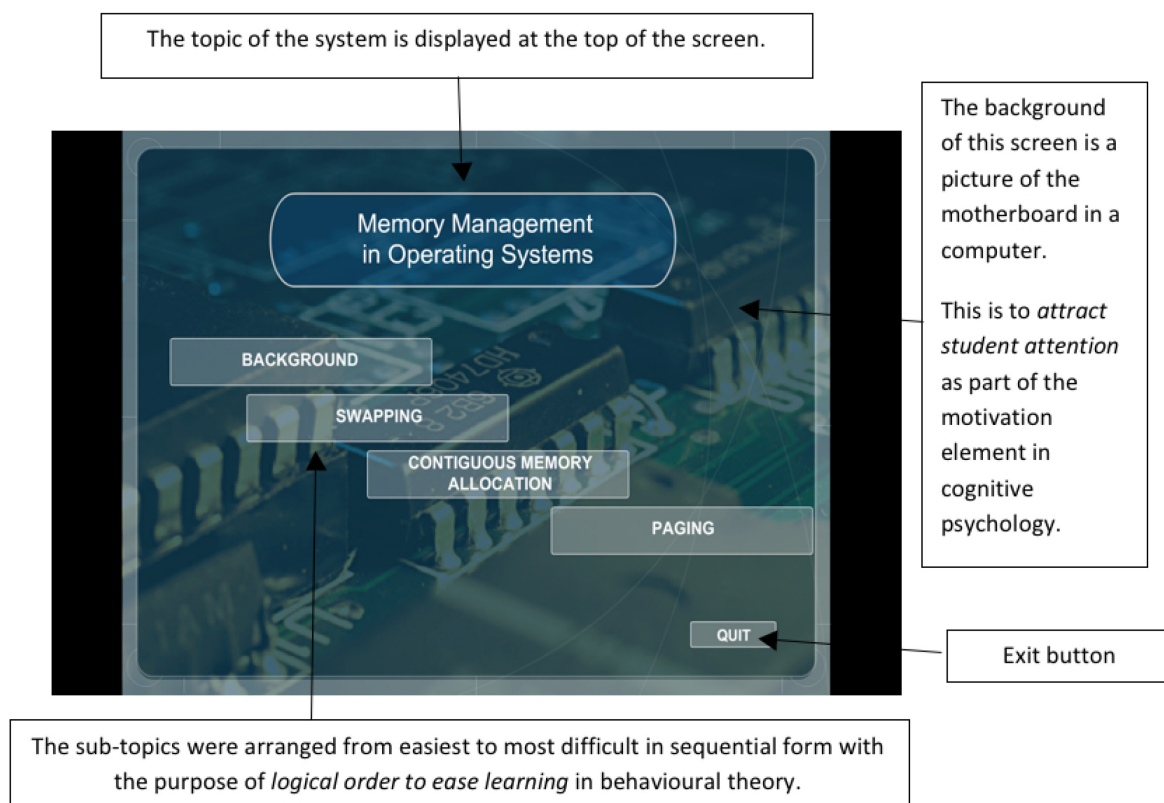 The topic of the system is displayed at the top of the screen.
The background
of this screen is a
picture of the
motherboard in a
computer.
This is to attract
student attention
as part of the
motivation
element in
cognitive
psychology.
Memory Management
in Operating Systems
BACKGROUND
SWAPPING
CONTIGUOUS MEMORY
ALLOCATION
PAGING
QUIT
Exit button
The sub-topics were arranged from easiest to most difficult in sequential form with
the purpose of logical order to ease learning in behavioural theory.